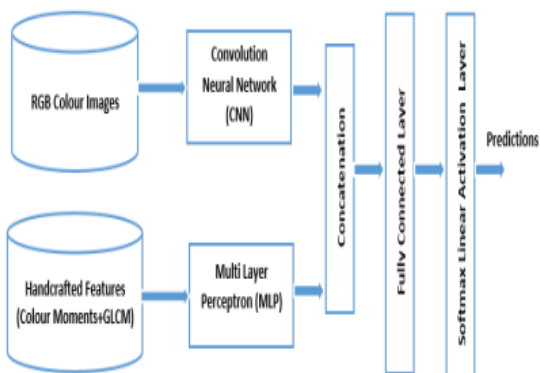 RGB Colour Images
Convolution
Neural Network
(CNN)
Handcrafted Features
(Colour Moments+GLCM)
Multi Layer
Perceptron (MLP)
Concatenation
Fully Connected Layer
Softmax Linear Activation Layer
Predictions